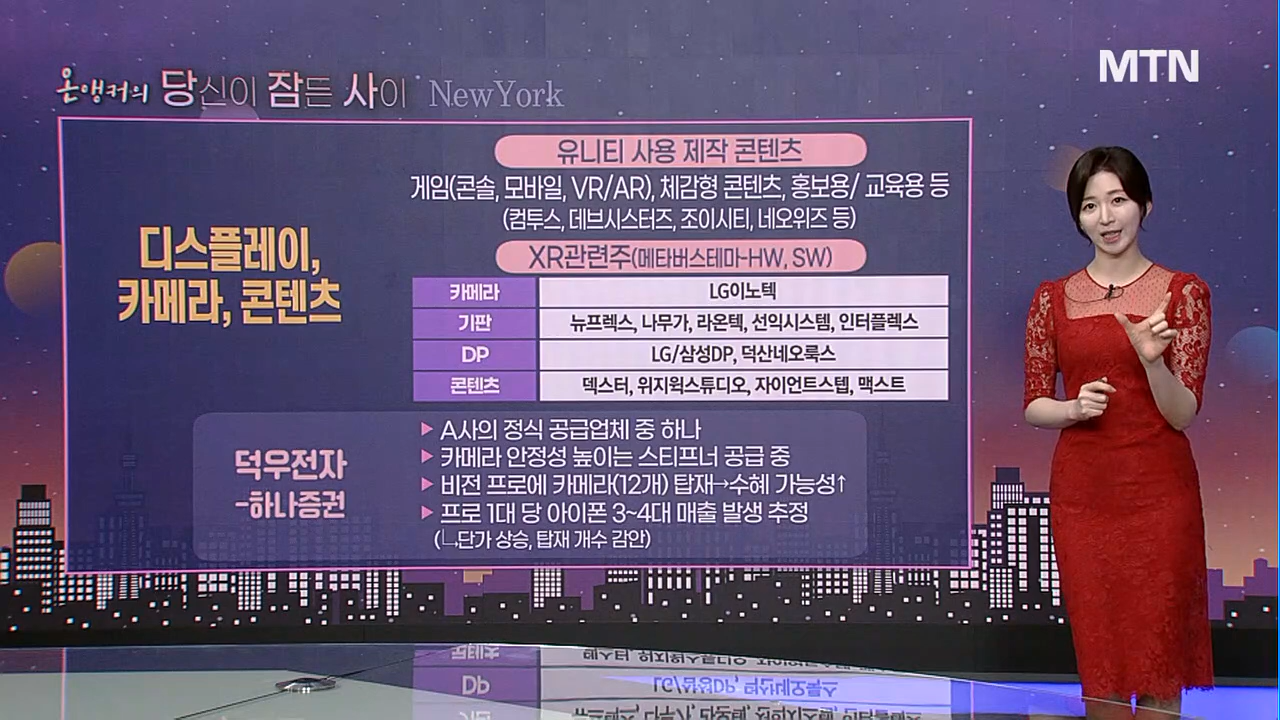 온앵커의 당신이 잠든 사이 NewYork
MTN
디스플레이,
카메라, 콘텐츠
유니티 사용 제작 콘텐츠
게임(콘솔, 모바일, VR/AR), 체감형 콘텐츠, 홍보용/ 교육용 등
(컴투스, 데브시스터즈, 조이시티, 네오위즈 등)
XR관련주(메타버스테마-HW, SW)
카메라 LG이노텍
기판 뉴프렉스, 나무가, 라온텍, 선익시스템, 인터플렉스
DP LG/삼성DP, 덕산네오룩스
콘텐츠 덱스터, 위지윅스튜디오, 자이언트스텝, 맥스트
덕우전자
-하나증권
▶ A사의 정식 공급업체 중 하나
▶ 카메라 안정성 높이는 스티프너 공급 중
▶ 비전 프로에 카메라(12개) 탑재→수혜 가능성↑
▶ 프로 1대 당 아이폰 3~4대 매출 발생 추정
(ㄴ단가 상승, 탑재 개수 감안)